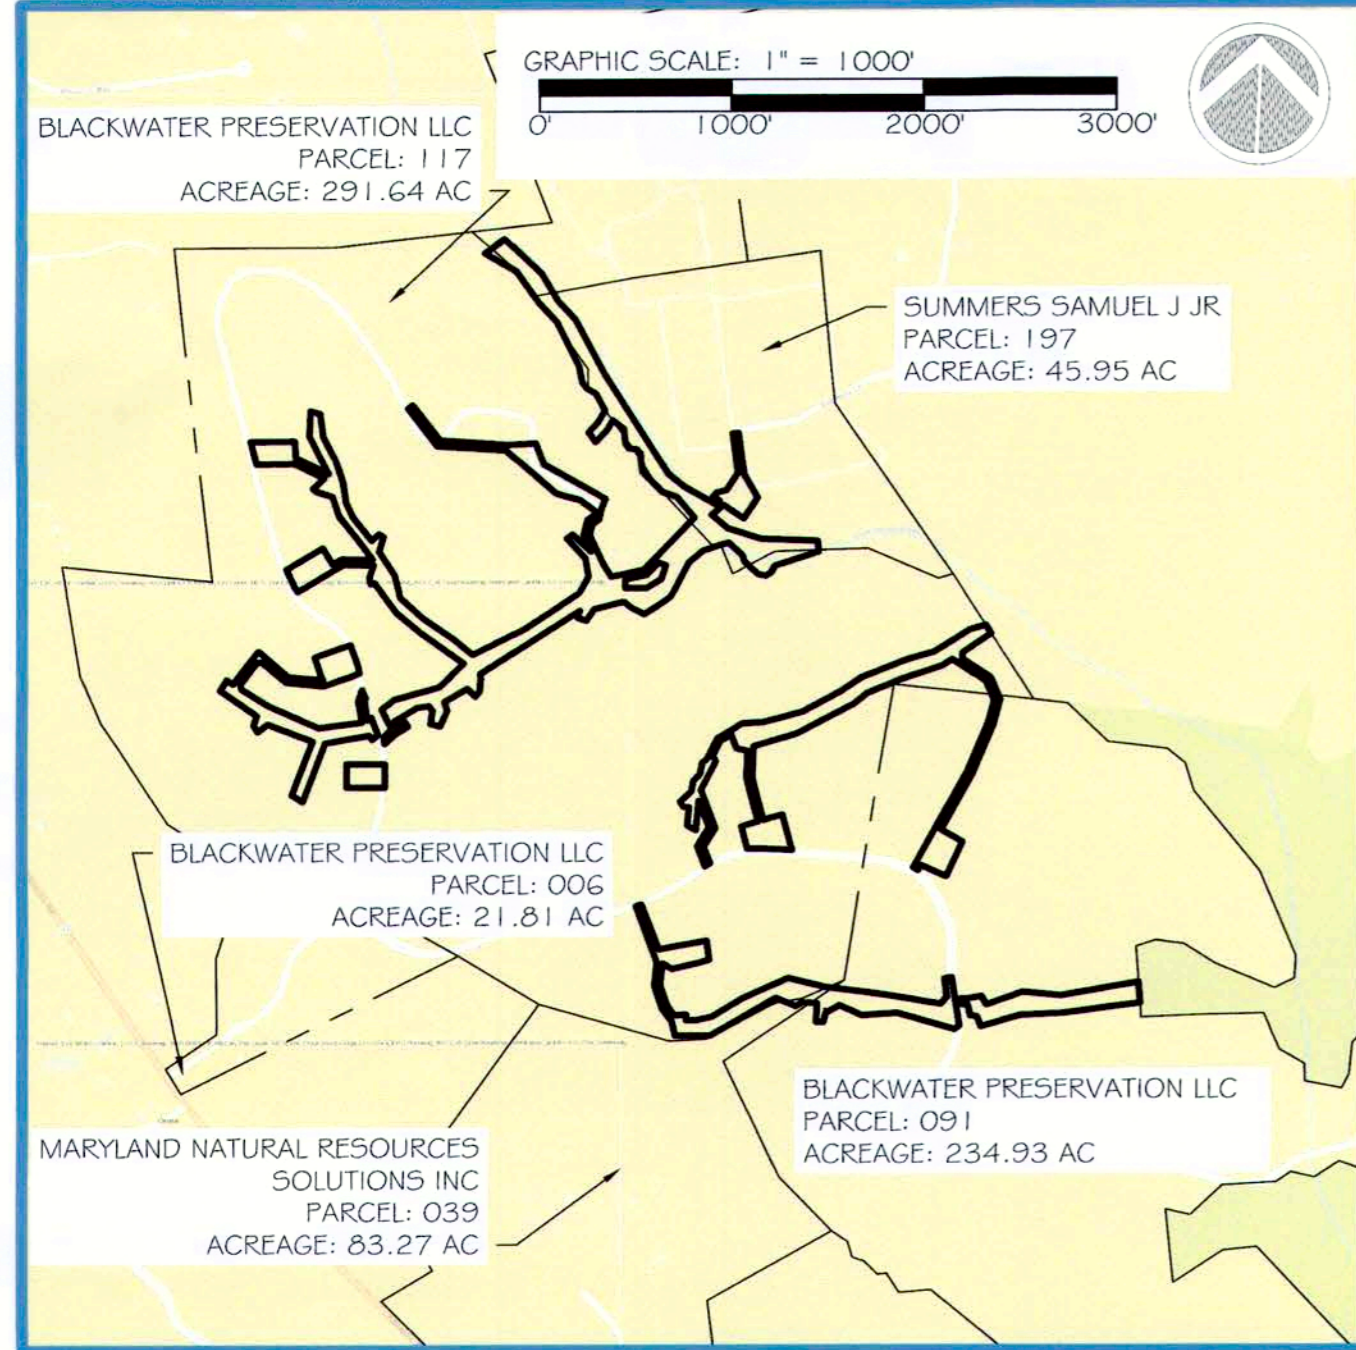 GRAPHIC SCALE: 1" = 1000'
0' 1000' 2000' 3000'
BLACKWATER PRESERVATION LLC
PARCEL: 117
ACREAGE: 291.64 AC
SUMMERS SAMUEL J JR
PARCEL: 197
ACREAGE: 45.95 AC
BLACKWATER PRESERVATION LLC
PARCEL: 006
ACREAGE: 21.81 AC
BLACKWATER PRESERVATION LLC
PARCEL: 091
ACREAGE: 234.93 AC
MARYLAND NATURAL RESOURCES
SOLUTIONS INC
PARCEL: 039
ACREAGE: 83.27 AC